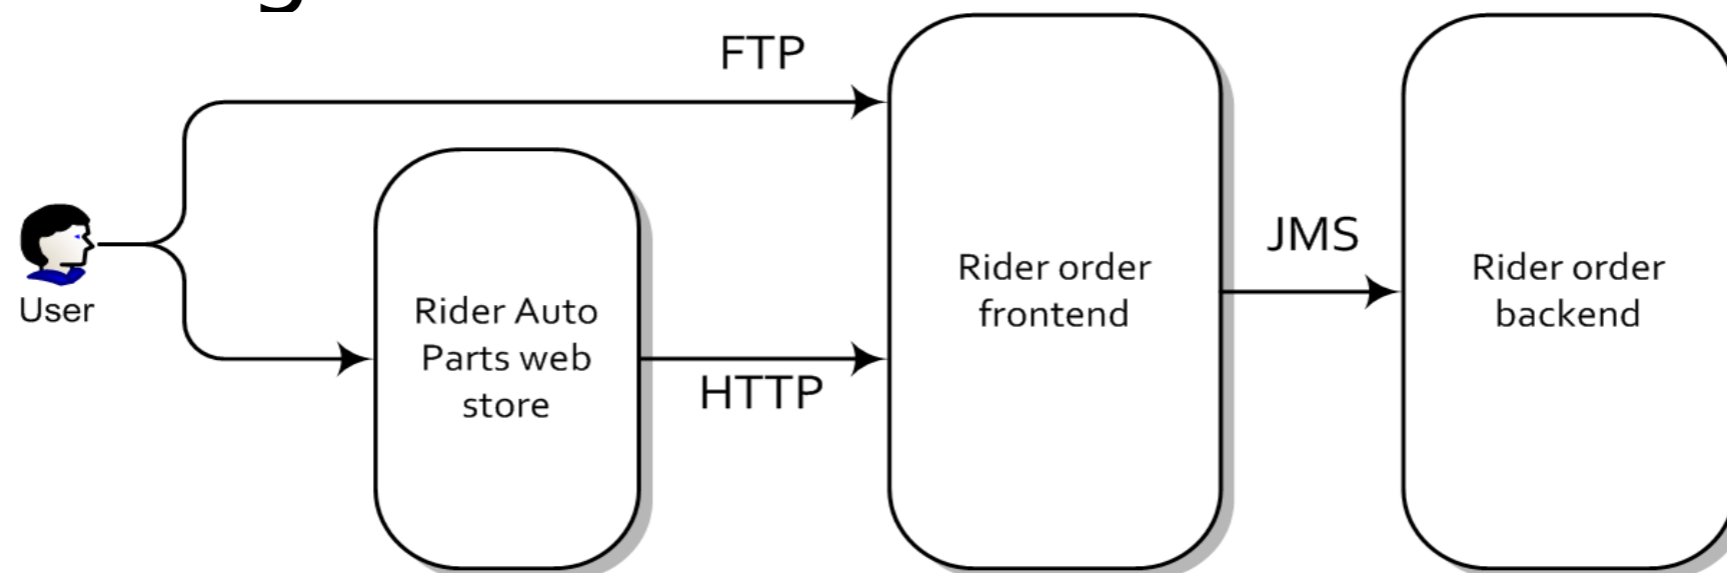 FTP
User
Rider Auto
Parts web
store
HTTP
Rider order
frontend
JMS
Rider order
backend